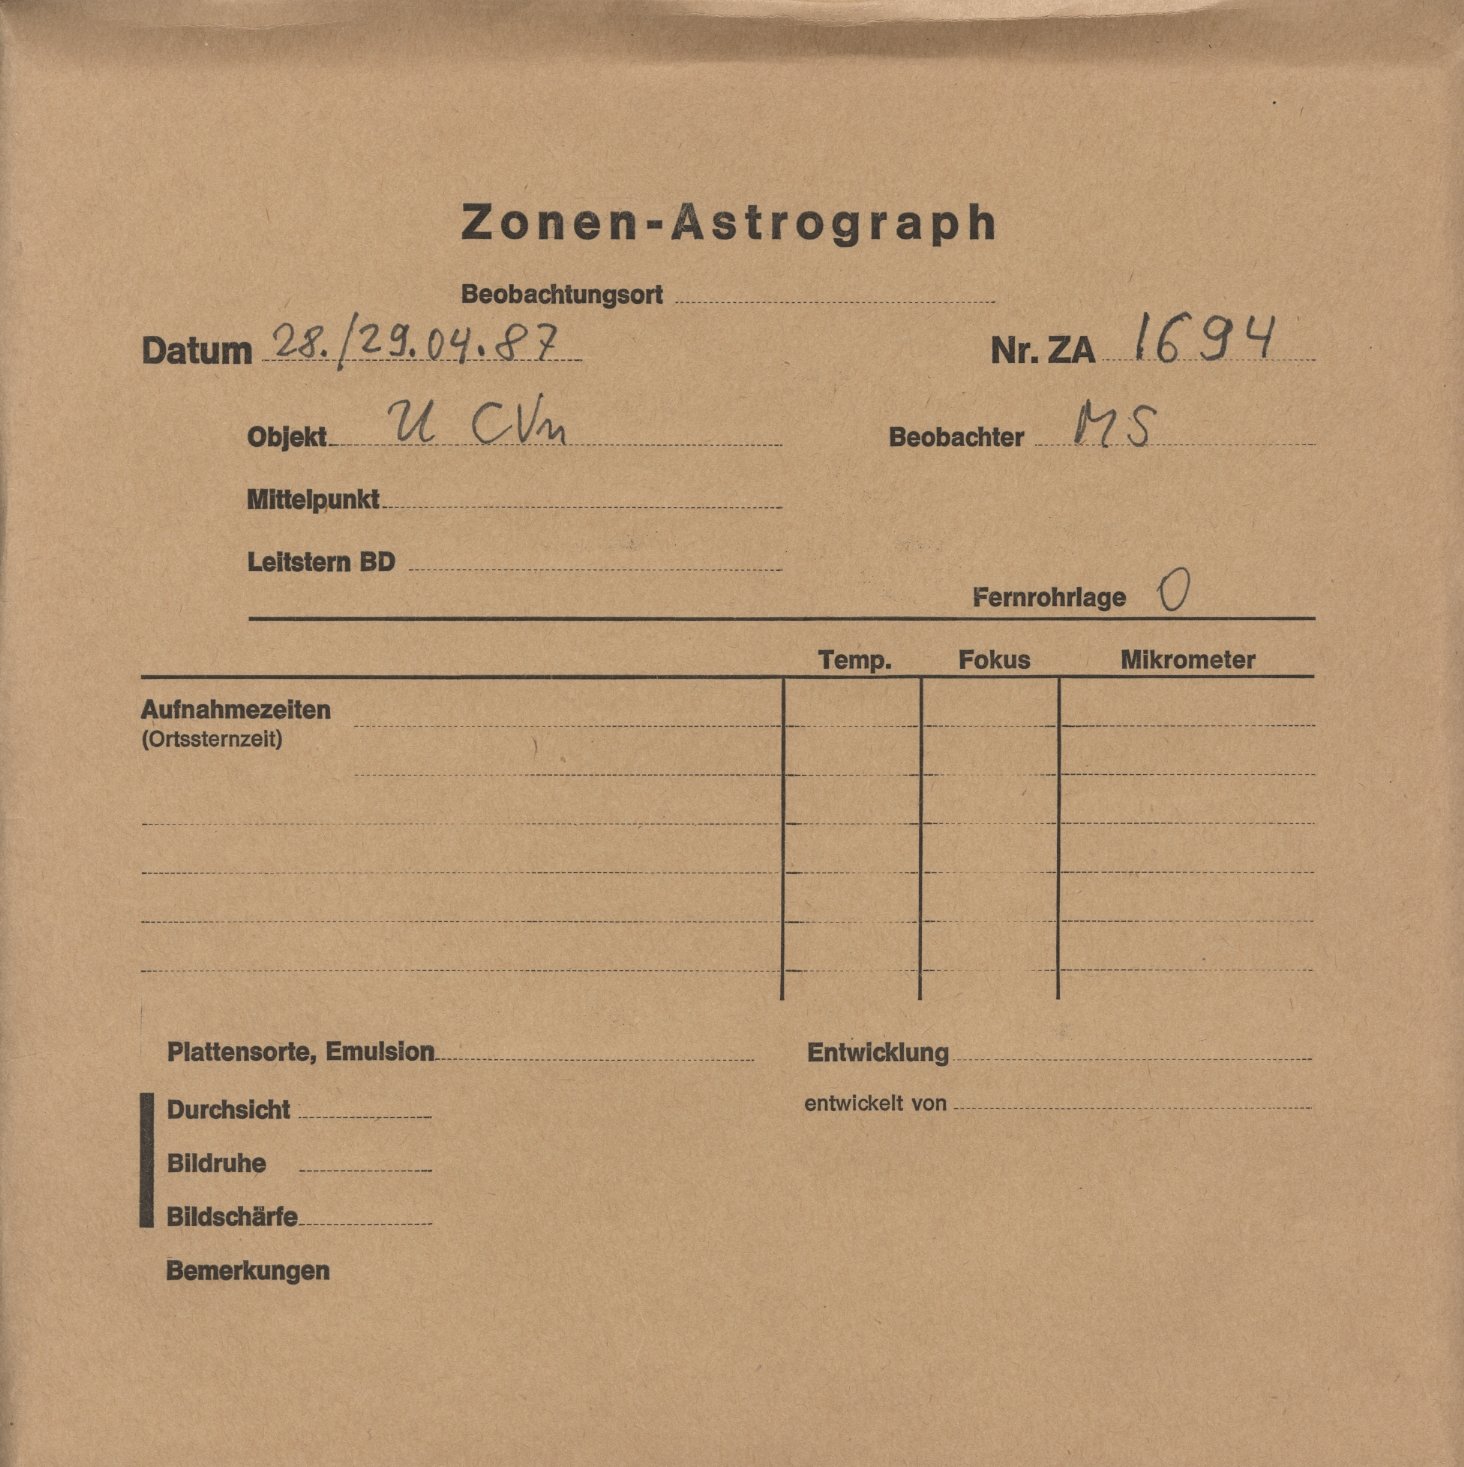 Zonen-Astrograph
Beobachtungsort
Datum 28./29.04.87 Nr. ZA 1694
Objekt U CVn Beobachter MS
Mittelpunkt
Leitstern BD
Fernrohrlage O
Temp. Fokus Mikrometer
Aufnahmezeiten
(Ortssternzeit)
Plattensorte, Emulsion Entwicklung
Durchsicht entwickelt von
Bildruhe
Bildschärfe
Bemerkungen